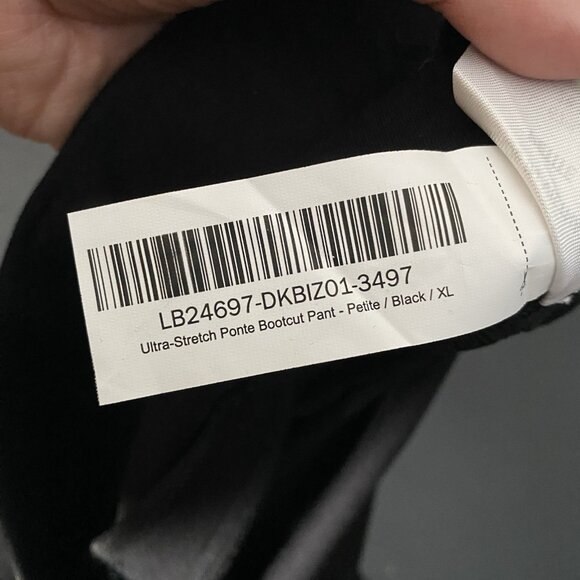 LB24697-DKBIZ01-3497
Ultra-Stretch Ponte Bootcut Pant - Petite / Black / XL